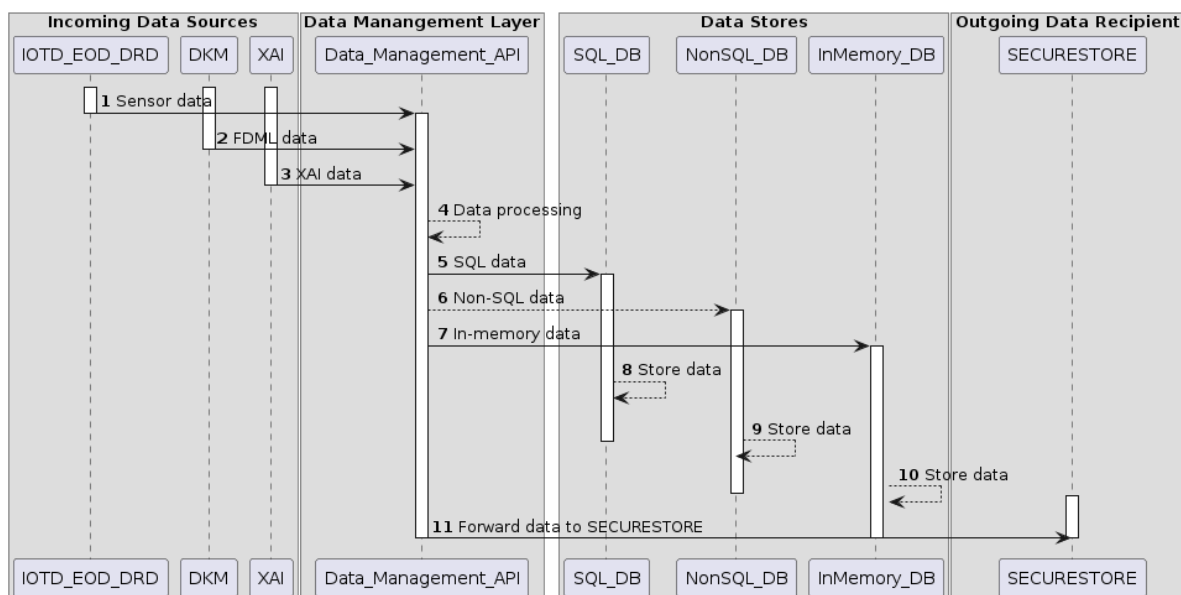 Incoming Data Sources
Data Manangement Layer
Data Stores
Outgoing Data Recipient
IOTD_EOD_DRD
DKM
XAI
Data_Management_API
SQL_DB
NonSQL_DB
InMemory_DB
SECURESTORE
1 Sensor data
2 FDML data
3 XAI data
4 Data processing
5 SQL data
6 Non-SQL data
7 In-memory data
8 Store data
9 Store data
10 Store data
11 Forward data to SECURESTORE
IOTD_EOD_DRD
DKM
XAI
Data_Management_API
SQL_DB
NonSQL_DB
InMemory_DB
SECURESTORE